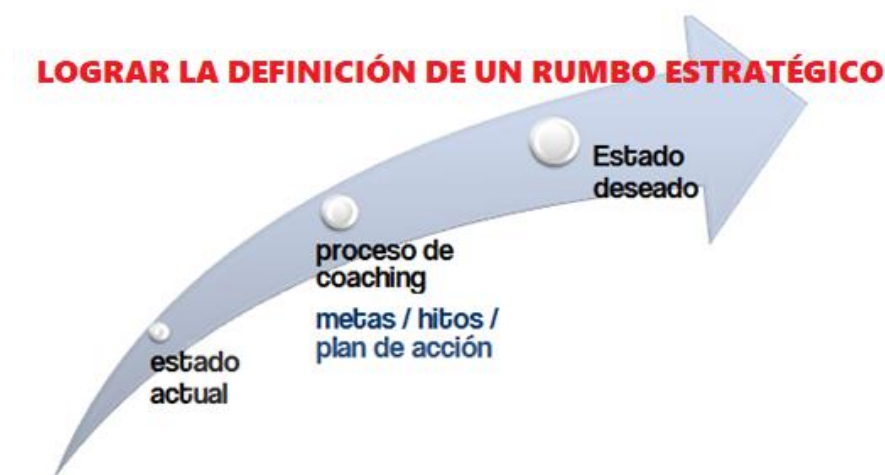 LOGRAR LA DEFINICIÓN DE UN RUMBO ESTRATÉGICO
Estado
deseado
proceso de
coaching
metas / hitos /
plan de acción
estado
actual